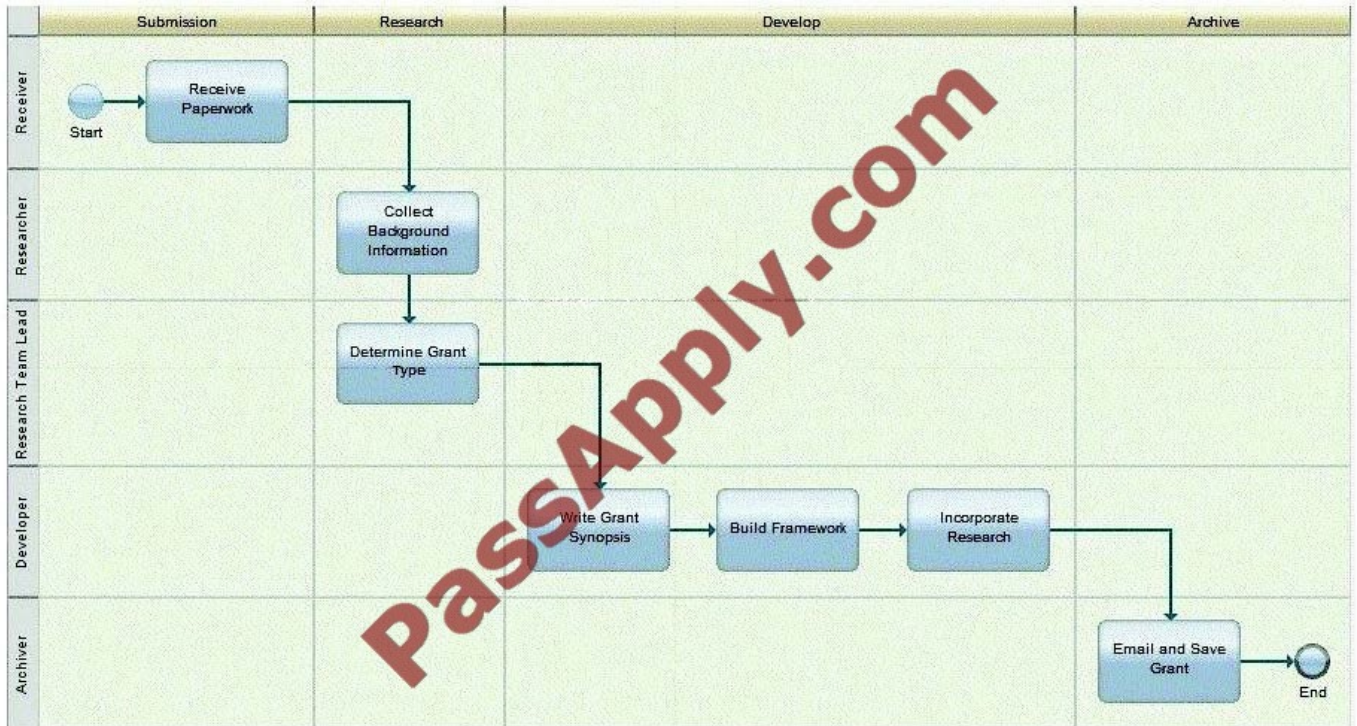 Submission
Research
Develop
Archive
Receiver
Start
Receive
Paperwork
Researcher
Collect
Background
Information
Research Team Lead
Determine Grant
Type
Developer
Write Grant
Synopsis
Build Framework
Incorporate
Research
Archiver
Email and Save
Grant
End
PassApply.com